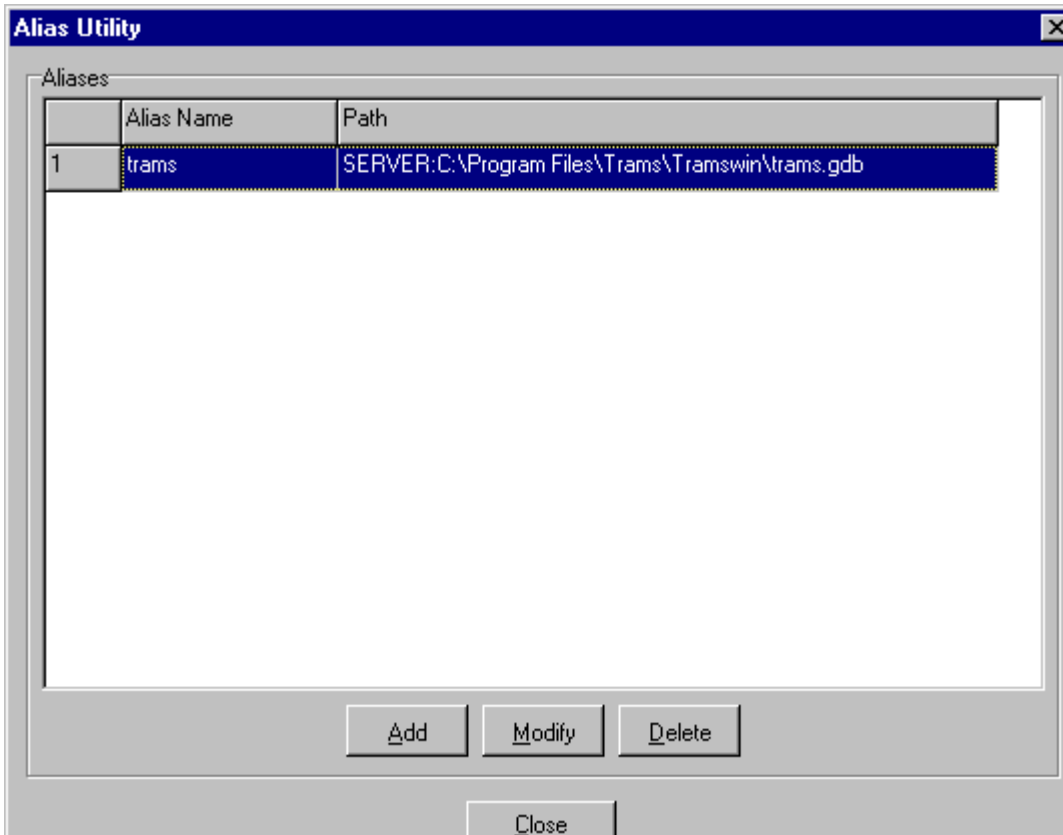 Alias Utility
Aliases
Alias Name Path
1 trams SERVER:C:\Program Files\Trams\Tramswin\trams.gdb
Add Modify Delete
Close